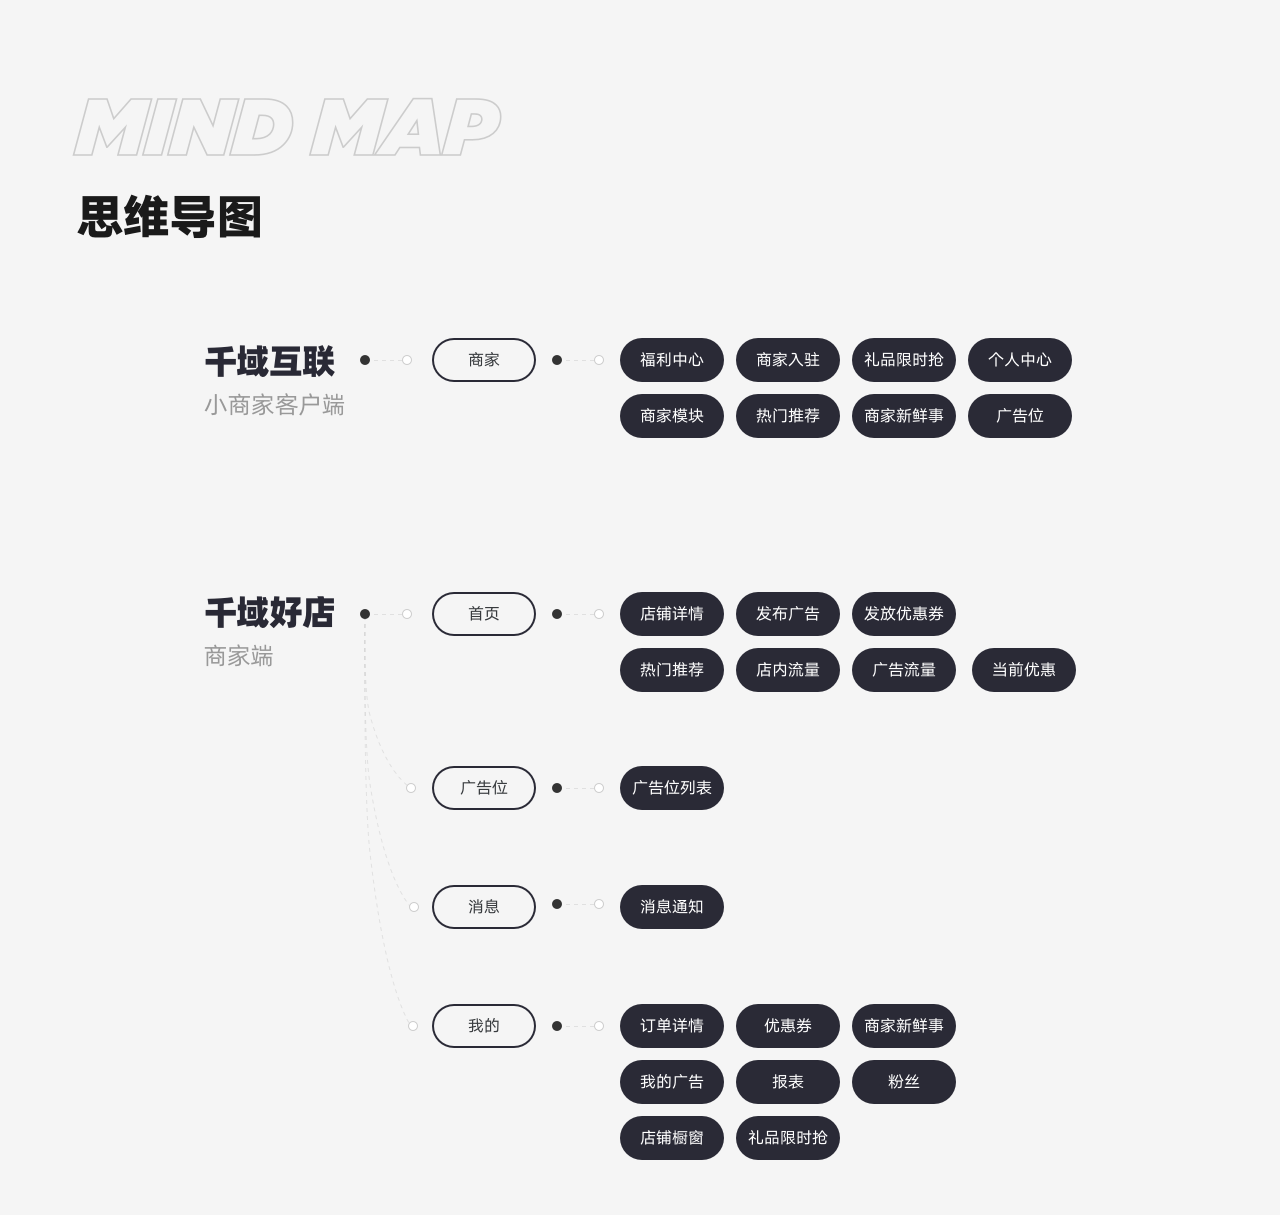 MIND MAP
思维导图
千域互联
小商家客户端
商家
福利中心 商家入驻 礼品限时抢 个人中心
商家模块 热门推荐 商家新鲜事 广告位
千域好店
商家端
首页
店铺详情 发布广告 发放优惠券
热门推荐 店内流量 广告流量 当前优惠
广告位
广告位列表
消息
消息通知
我的
订单详情 优惠券 商家新鲜事
我的广告 报表 粉丝
店铺橱窗 礼品限时抢